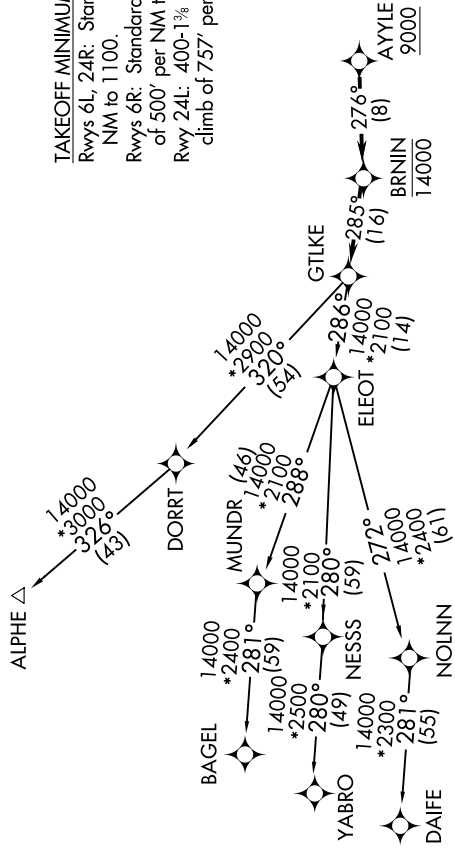 TAKEOFF MINIMU
Rwys 6L, 24R: Star
NM to 1100.
Rwys 6R: Standar
of 500' per NM t
Rwy 24L: 400-1⅜
climb of 757' per
AYYLE
9000
276°
(8)
BRNIN
14000
285°
(16)
GTLKE
286°
14000
*2100
(14)
ELEOT
14000
*2900
320°
(54)
DORRT
14000
*3000
326°
(43)
ALPHE
(46)
14000
*2100
288°
MUNDR
14000
*2400
281°
(59)
BAGEL
14000
*2100
280°
(59)
NESSS
14000
*2500
280°
(49)
YABRO
272°
14000
*2400
(61)
NOLNN
14000
*2300
281°
(55)
DAIFE